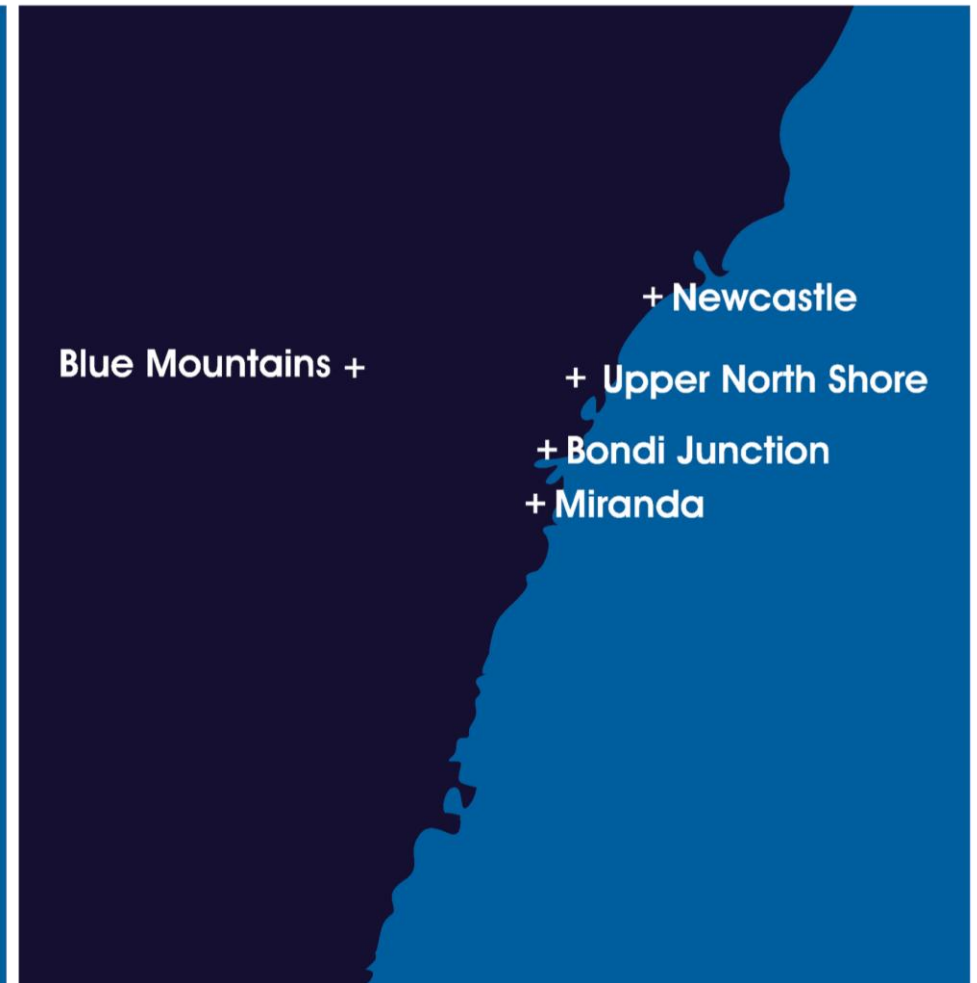 Newcastle
Blue Mountains
Upper North Shore
Bondi Junction
Miranda